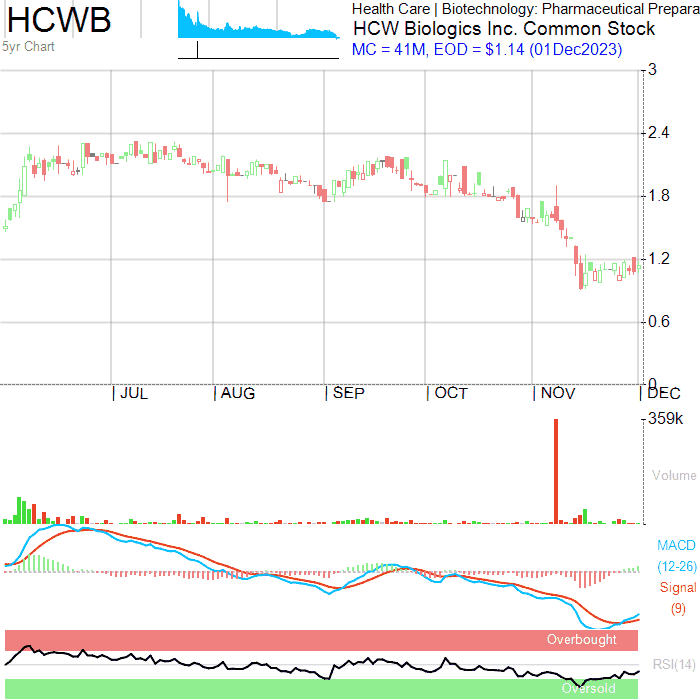 HCWB
Health Care | Biotechnology: Pharmaceutical Prepara
HCW Biologics Inc. Common Stock
5yr Chart
MC = 41M, EOD = $1.14 (01Dec2023)
3
2.4
1.8
1.2
0.6
0
| JUL | AUG | SEP | OCT | NOV | DEC
359k
Volume
MACD
(12-26)
Signal
(9)
Overbought
RSI(14)
Oversold